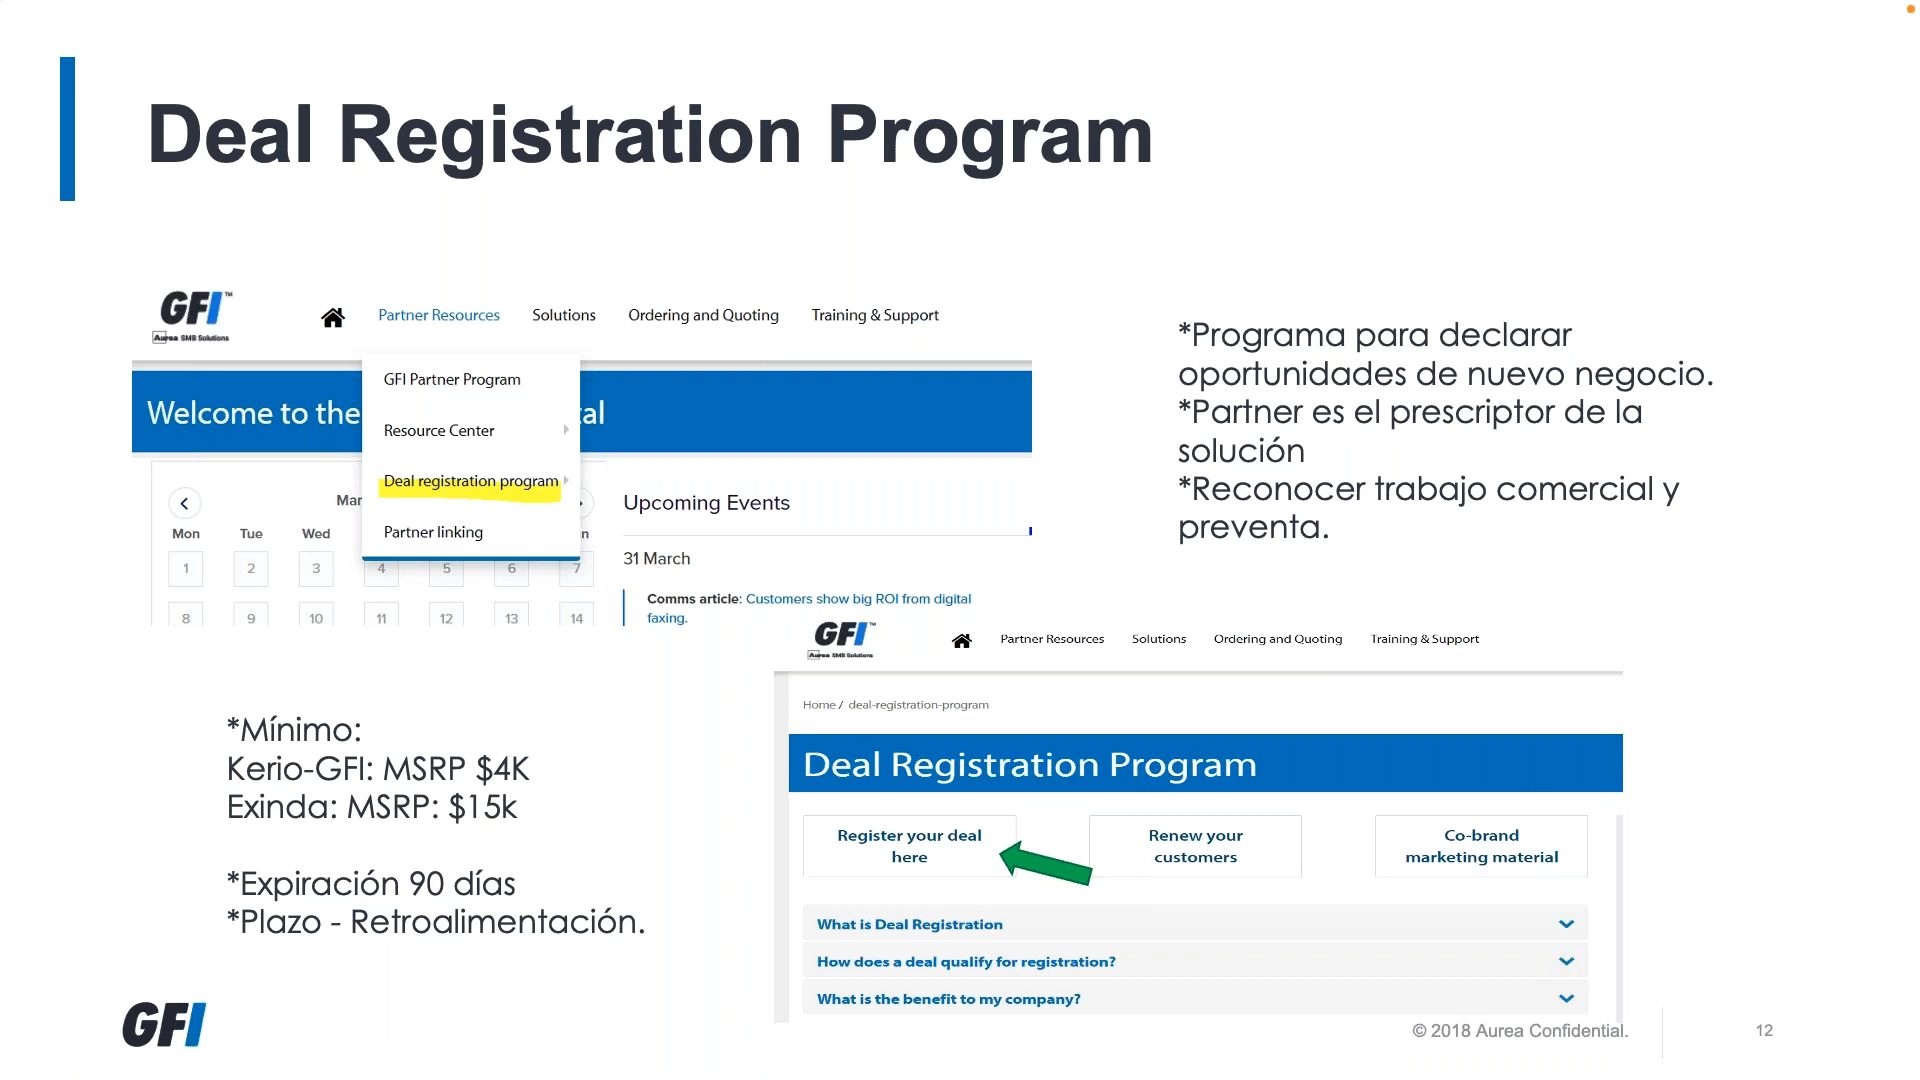 Deal Registration Program
GFI™
Aurea SMB Solutions
Partner Resources
Solutions
Ordering and Quoting
Training & Support
GFI Partner Program
Resource Center
Deal registration program
Partner linking
Welcome to the
tal
Mar
Mon Tue Wed n
1 2 3 4 5 6 7
8 9 10 11 12 13 14
Upcoming Events
31 March
Comms article: Customers show big ROI from digital
faxing.
*Programa para declarar
oportunidades de nuevo negocio.
*Partner es el prescriptor de la
solución
*Reconocer trabajo comercial y
preventa.
*Mínimo:
Kerio-GFI: MSRP $4K
Exinda: MSRP: $15k
*Expiración 90 días
*Plazo - Retroalimentación.
GFI™
Aurea SMB Solutions
Partner Resources
Solutions
Ordering and Quoting
Training & Support
Home / deal-registration-program
Deal Registration Program
Register your deal
here
Renew your
customers
Co-brand
marketing material
What is Deal Registration
How does a deal qualify for registration?
What is the benefit to my company?
GFI
© 2018 Aurea Confidential.
12